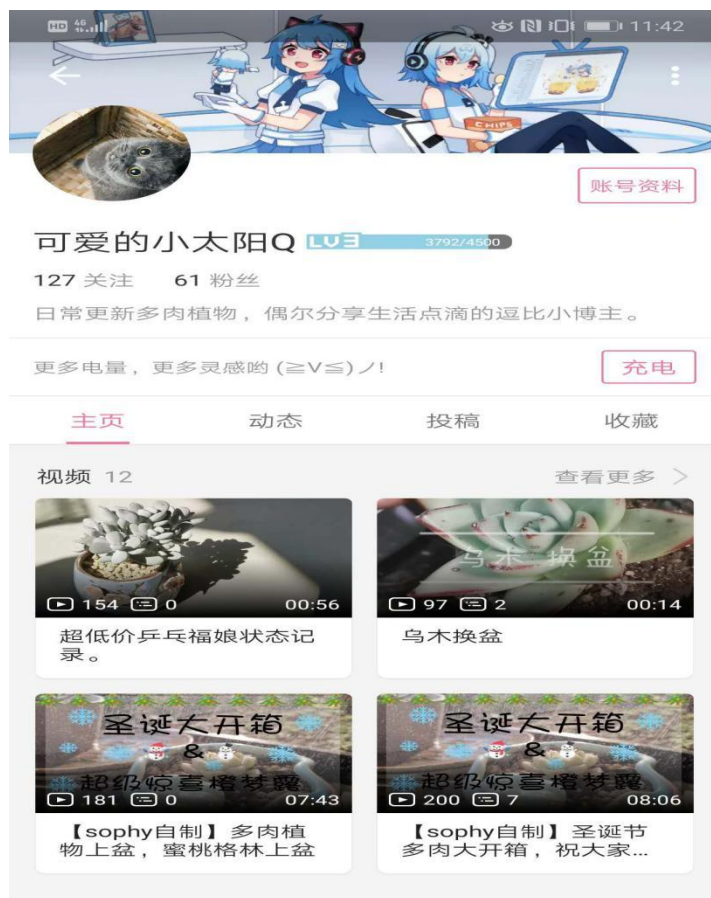 HD 4G 11:42
CHIPS
账号资料
可爱的小太阳Q LV3 3792/4500
127 关注 61 粉丝
日常更新多肉植物，偶尔分享生活点滴的逗比小博主。
更多电量，更多灵感哟 (≧V≦)ノ!
充电
主页 动态 投稿 收藏
视频 12 查看更多
乌木换盆
154 0 00:56
97 2 00:14
超低价乒乓福娘状态记录。
乌木换盆
圣诞大开箱
&
超级惊喜橙梦露
181 0 07:43
圣诞大开箱
&
超级惊喜橙梦露
200 7 08:06
【sophy自制】多肉植
物上盆，蜜桃格林上盆
【sophy自制】圣诞节
多肉大开箱，祝大家...